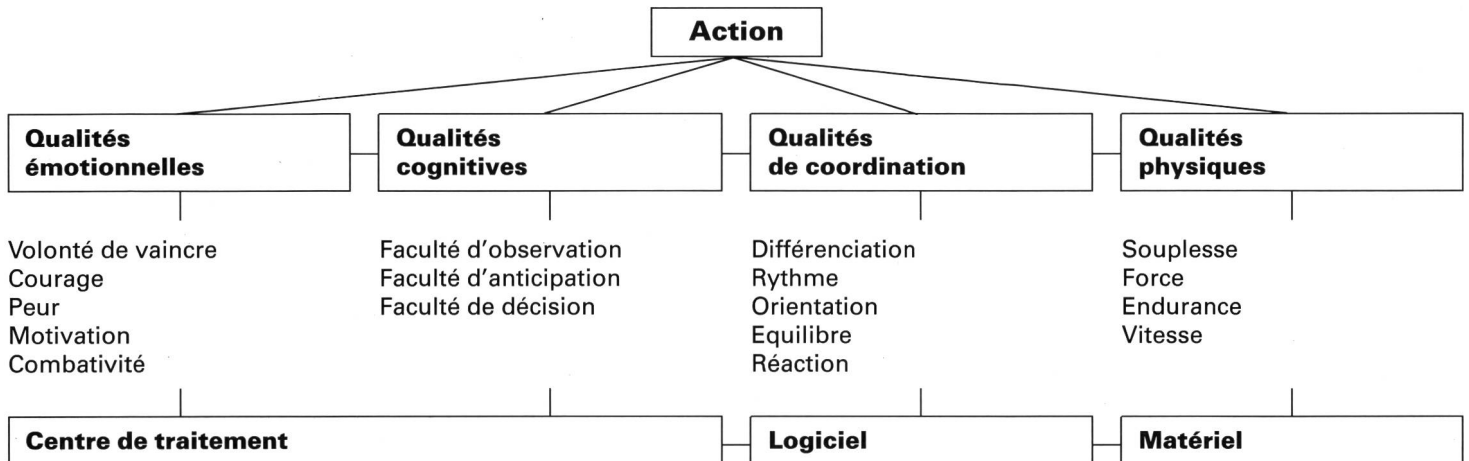 Action
Qualités
émotionnelles
Qualités
cognitives
Qualités
de coordination
Qualités
physiques
Volonté de vaincre
Courage
Peur
Motivation
Combativité
Faculté d'observation
Faculté d'anticipation
Faculté de décision
Différenciation
Rythme
Orientation
Equilibre
Réaction
Souplesse
Force
Endurance
Vitesse
Centre de traitement
Logiciel
Matériel